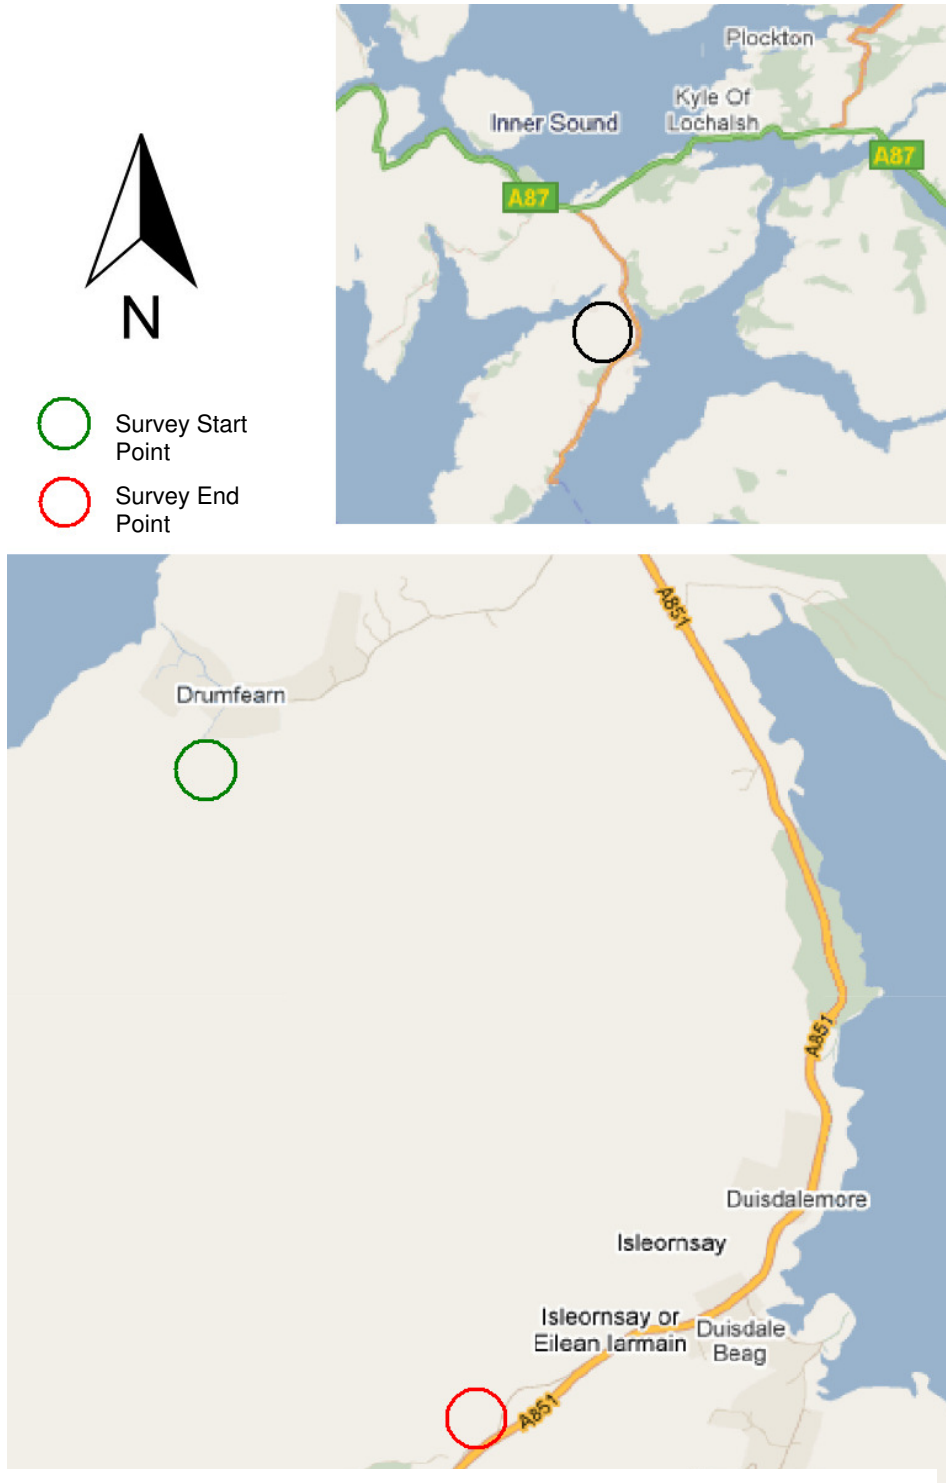 Plockton
Kyle Of
Lochalsh
Inner Sound
A87
A87
N
Survey Start
Point
Survey End
Point
A851
Drumfearn
A851
Duisdalemore
Isleornsay
Isleornsay or
Eilean Iarmain
Duisdale
Beag
A851